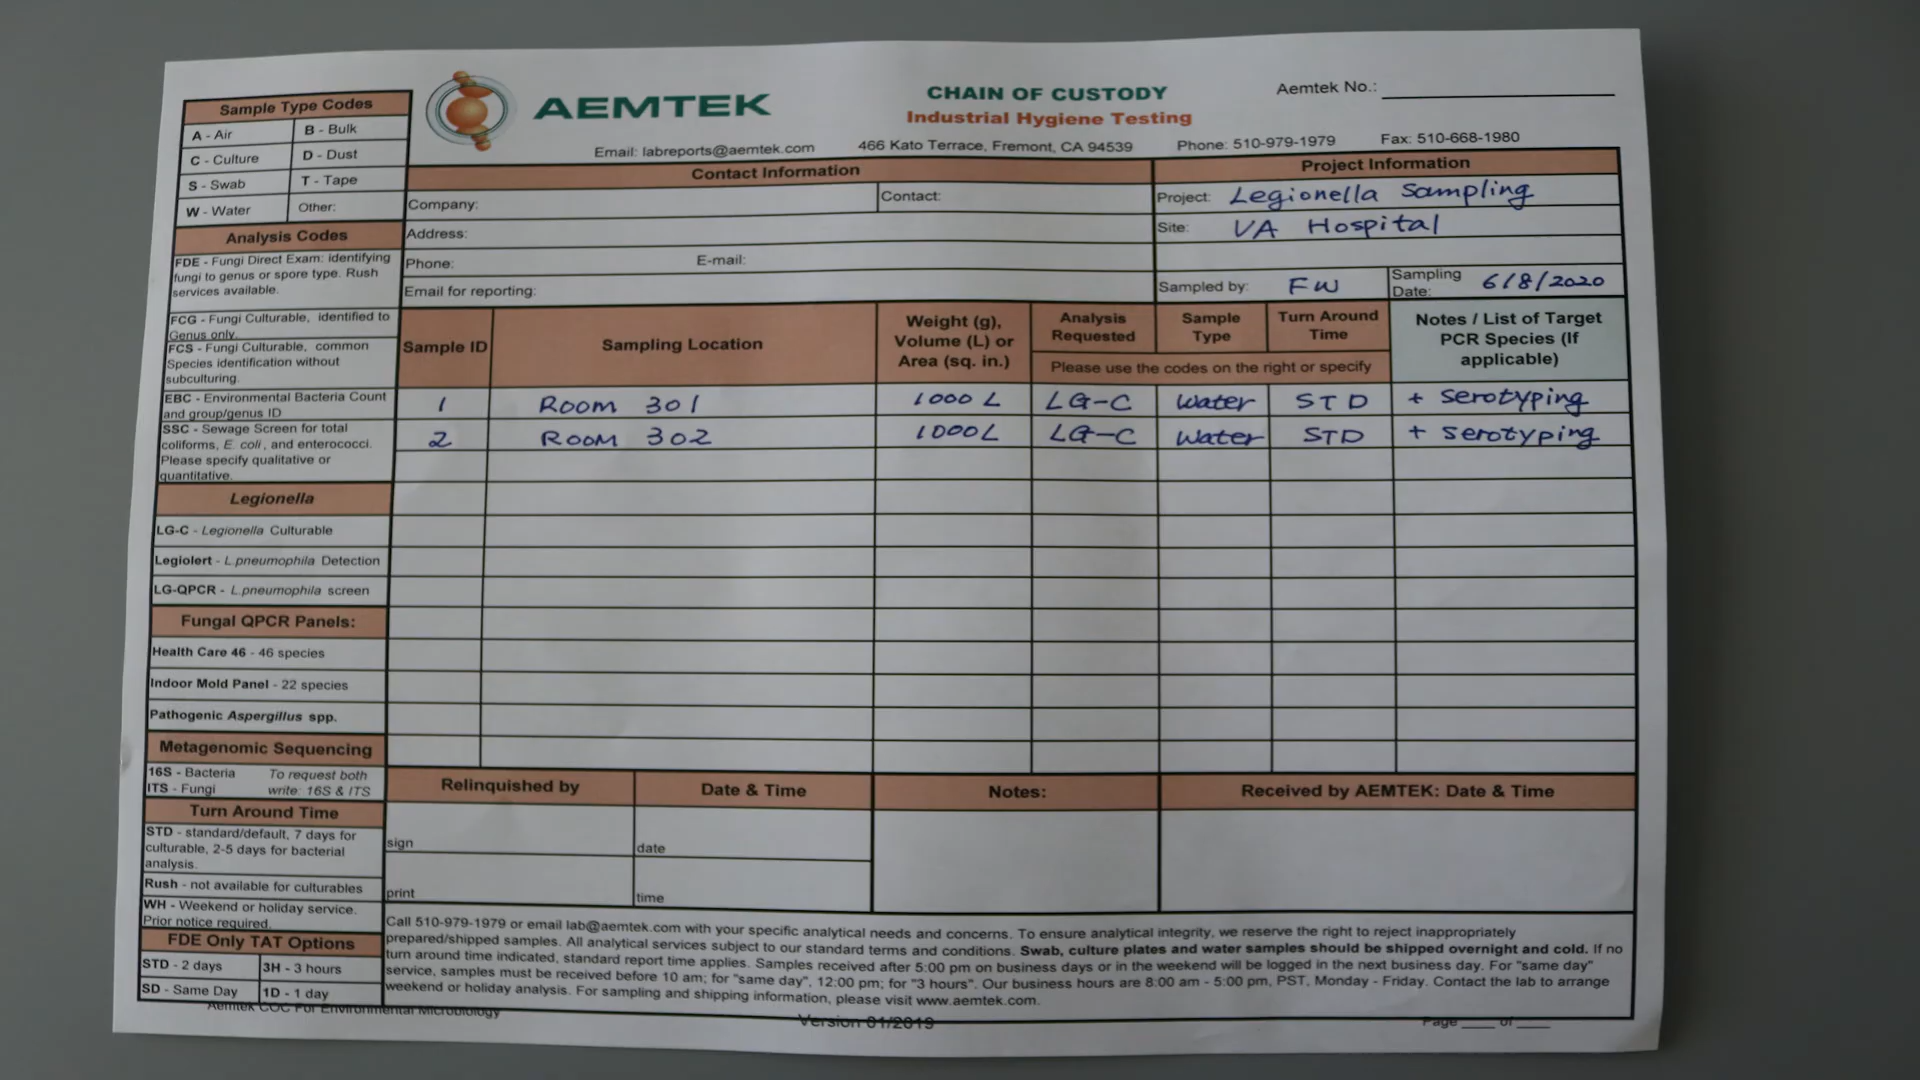 AEMTEK
CHAIN OF CUSTODY
Industrial Hygiene Testing
Aemtek No.:
Email: labreports@aemtek.com 466 Kato Terrace, Fremont, CA 94539 Phone: 510-979-1979 Fax: 510-668-1980
Sample Type Codes
A - Air B - Bulk
C - Culture D - Dust
S - Swab T - Tape
W - Water Other:
Analysis Codes
FDE - Fungi Direct Exam: identifying
fungi to genus or spore type. Rush
services available.
FCG - Fungi Culturable, identified to
Genus only.
FCS - Fungi Culturable, common
Species identification without
subculturing.
EBC - Environmental Bacteria Count
and group/genus ID
SSC - Sewage Screen for total
coliforms, E. coli, and enterococci.
Please specify qualitative or
quantitative.
Legionella
LG-C - Legionella Culturable
Legiolert - L.pneumophila Detection
LG-QPCR - L.pneumophila screen
Fungal QPCR Panels:
Health Care 46 - 46 species
Indoor Mold Panel - 22 species
Pathogenic Aspergillus spp.
Metagenomic Sequencing
16S - Bacteria To request both
ITS - Fungi write: 16S & ITS
Turn Around Time
STD - standard/default, 7 days for
culturable, 2-5 days for bacterial
analysis.
Rush - not available for culturables
WH - Weekend or holiday service.
Prior notice required.
FDE Only TAT Options
STD - 2 days 3H - 3 hours
SD - Same Day 1D - 1 day
Contact Information
Company: Contact:
Address:
Phone: E-mail:
Email for reporting:
Project Information
Project: Legionella Sampling
Site: VA Hospital
Sampled by: FW Sampling
Date: 6/8/2020
Sample ID Sampling Location Weight (g),
Volume (L) or
Area (sq. in.) Analysis
Requested Sample
Type Turn Around
Time
Please use the codes on the right or specify
Notes / List of Target
PCR Species (If
applicable)
1 Room 301 1000 L LG-C Water STD + Serotyping
2 Room 302 1000L LG-C Water STD + Serotyping
Relinquished by Date & Time Notes: Received by AEMTEK: Date & Time
sign date
print time
Call 510-979-1979 or email lab@aemtek.com with your specific analytical needs and concerns. To ensure analytical integrity, we reserve the right to reject inappropriately
prepared/shipped samples. All analytical services subject to our standard terms and conditions. Swab, culture plates and water samples should be shipped overnight and cold. If no
turn around time indicated, standard report time applies. Samples received after 5:00 pm on business days or in the weekend will be logged in the next business day. For "same day"
service, samples must be received before 10 am; for "same day", 12:00 pm; for "3 hours". Our business hours are 8:00 am - 5:00 pm, PST, Monday - Friday. Contact the lab to arrange
weekend or holiday analysis. For sampling and shipping information, please visit www.aemtek.com.
Aemtek COC For Environmental Microbiology Version 01/2019 Page ____ of ____